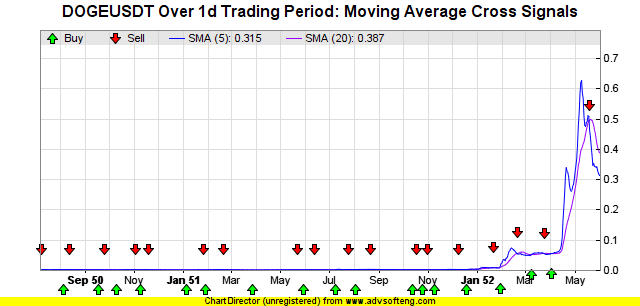 DOGEUSDT Over 1d Trading Period: Moving Average Cross Signals
Buy Sell SMA (5): 0.315 SMA (20): 0.387
0.7
0.6
0.5
0.4
0.3
0.2
0.1
0.0
Sep 50 Nov Jan 51 Mar May Jul Sep Nov Jan 52 Mar May
ChartDirector (unregistered) from www.advsofteng.com